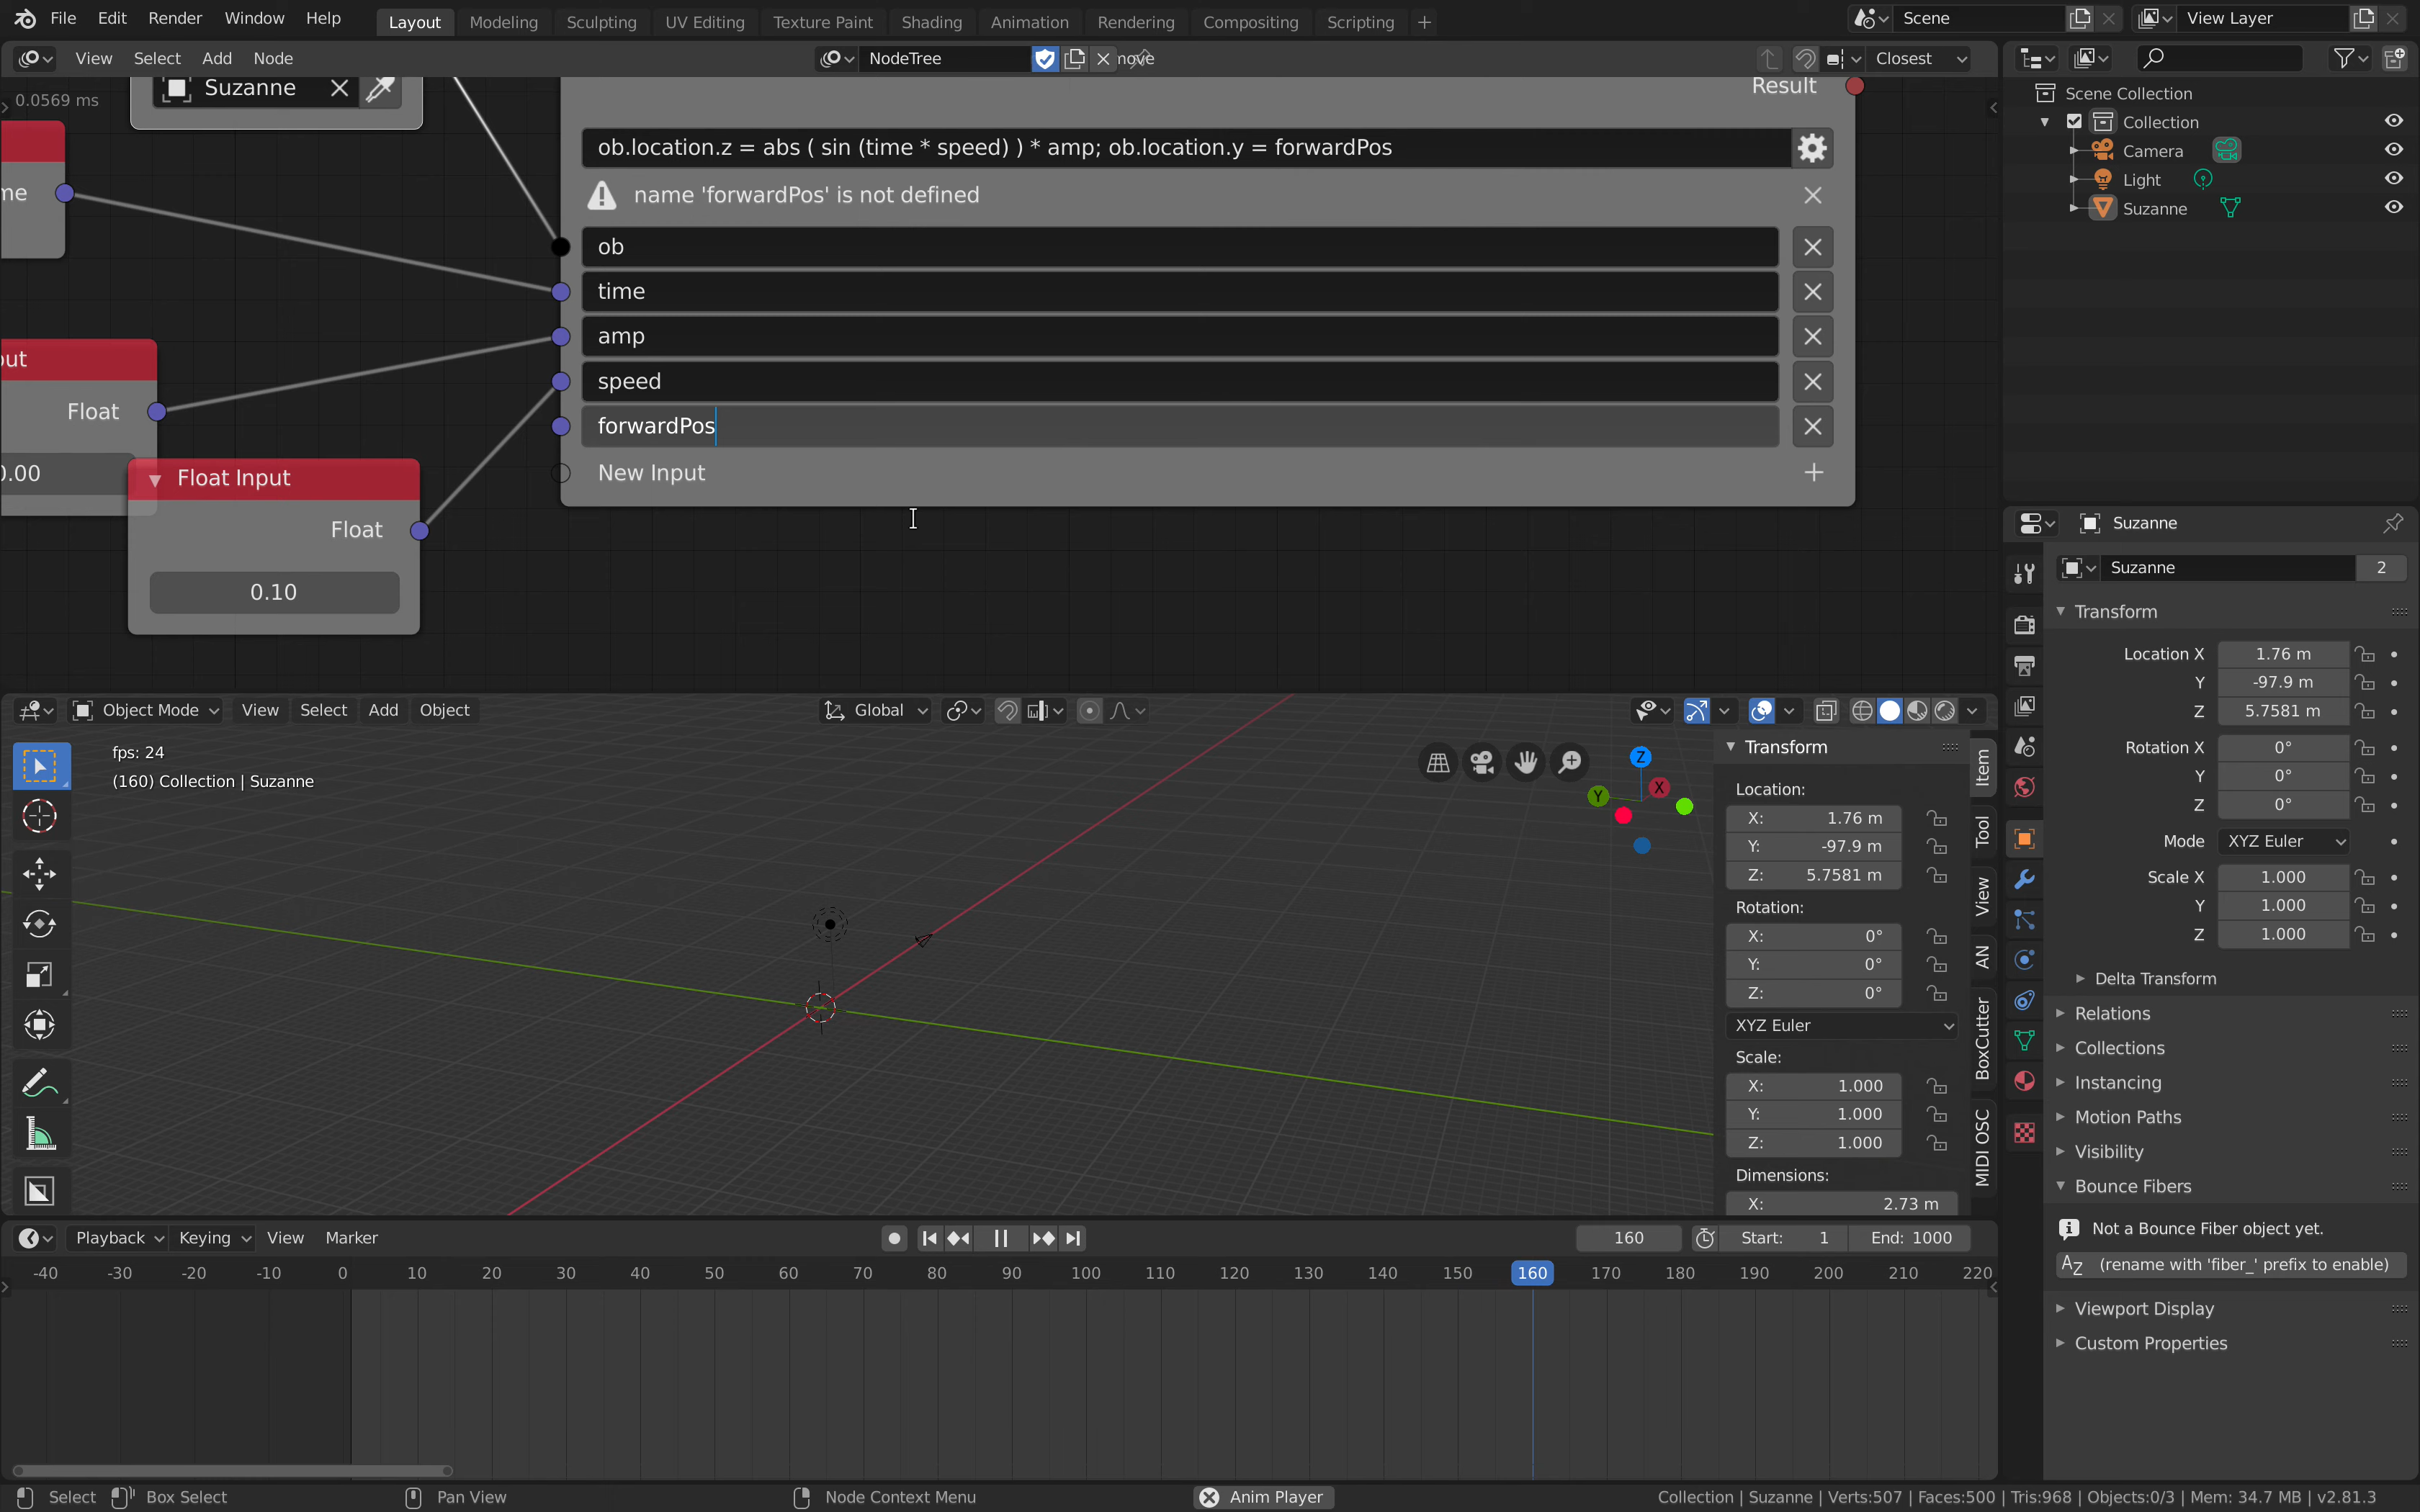 File Edit Render Window Help Layout Modeling Sculpting UV Editing Texture Paint Shading Animation Rendering Compositing Scripting + Scene View Layer
View Select Add Node NodeTree move Closest
Suzanne
0.0569 ms
Result
ob.location.z = abs ( sin (time * speed) ) * amp; ob.location.y = forwardPos
name 'forwardPos' is not defined
me
ob
time
amp
speed
forwardPos
New Input
out
Float
0.00
Float Input
Float
0.10
Scene Collection
Collection
Camera
Light
Suzanne
Object Mode View Select Add Object Global
fps: 24
(160) Collection | Suzanne
Z
Y
X
Transform
Location:
X: 1.76 m
Y: -97.9 m
Z: 5.7581 m
Rotation:
X: 0°
Y: 0°
Z: 0°
XYZ Euler
Scale:
X: 1.000
Y: 1.000
Z: 1.000
Dimensions:
X: 2.73 m
Item
Tool
View
AN
BoxCutter
MIDI OSC
Suzanne
Suzanne 2
Transform
Location X 1.76 m
Y -97.9 m
Z 5.7581 m
Rotation X 0°
Y 0°
Z 0°
Mode XYZ Euler
Scale X 1.000
Y 1.000
Z 1.000
Delta Transform
Relations
Collections
Instancing
Motion Paths
Visibility
Bounce Fibers
Not a Bounce Fiber object yet.
(rename with 'fiber_' prefix to enable)
Viewport Display
Custom Properties
Playback Keying View Marker 160 Start: 1 End: 1000
-40 -30 -20 -10 0 10 20 30 40 50 60 70 80 90 100 110 120 130 140 150 160 170 180 190 200 210 220
Select Box Select Pan View Node Context Menu Anim Player Collection | Suzanne | Verts:507 | Faces:500 | Tris:968 | Objects:0/3 | Mem: 34.7 MB | v2.81.3